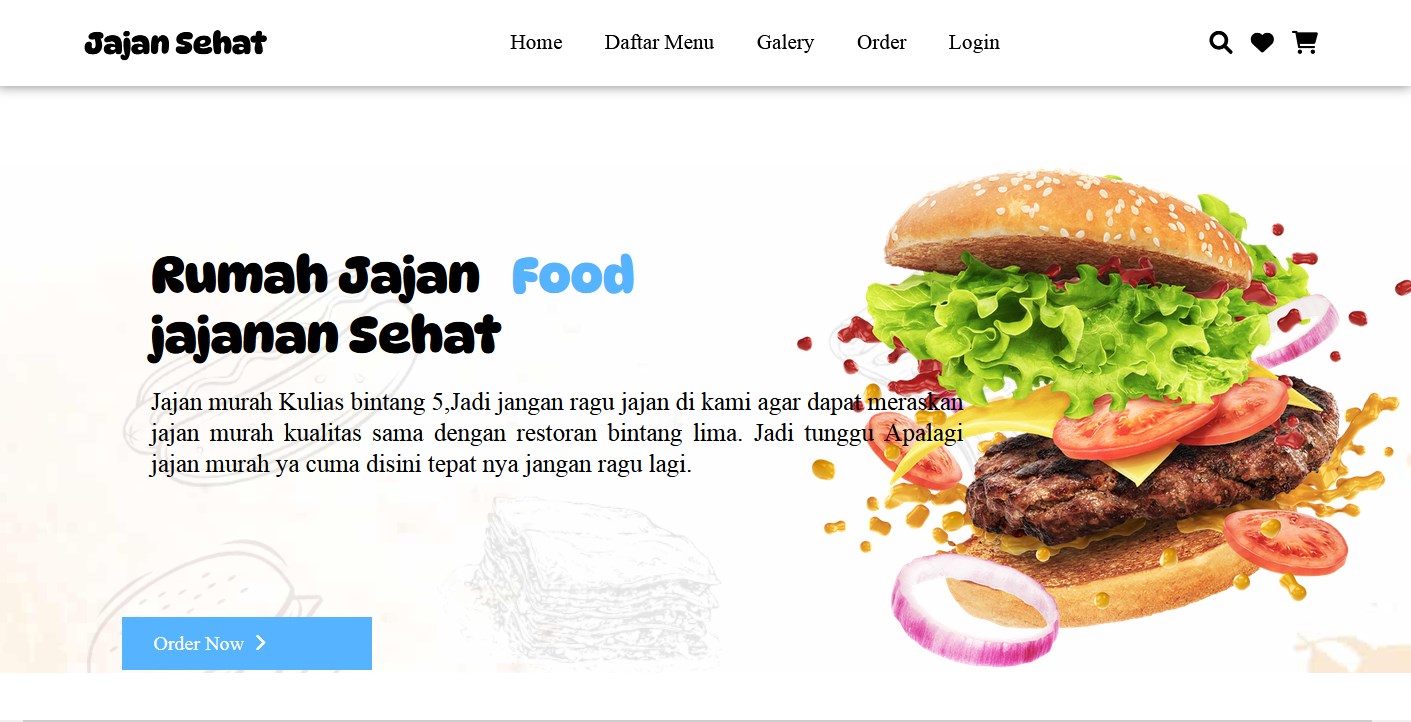 Jajan Sehat
Home Daftar Menu Galery Order Login
Rumah Jajan Food
jajanan Sehat
Jajan murah Kulias bintang 5,Jadi jangan ragu jajan di kami agar dapat meraskan
jajan murah kualitas sama dengan restoran bintang lima. Jadi tunggu Apalagi
jajan murah ya cuma disini tepat nya jangan ragu lagi.
Order Now